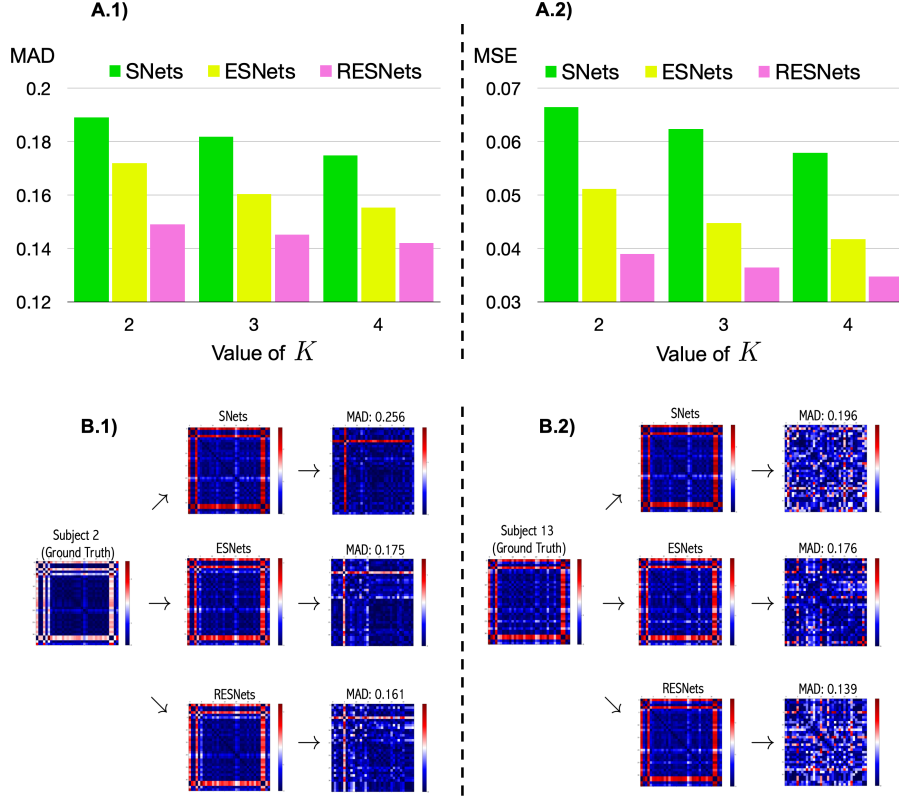 A.1)
A.2)
MAD
SNets ESNets RESNets
0.2
0.18
0.16
0.14
0.12
2 3 4
Value of K
MSE
SNets ESNets RESNets
0.07
0.06
0.05
0.04
0.03
2 3 4
Value of K
B.1)
SNets
MAD: 0.256
Subject 2
(Ground Truth)
ESNets
MAD: 0.175
RESNets
MAD: 0.161
B.2)
SNets
MAD: 0.196
Subject 13
(Ground Truth)
ESNets
MAD: 0.176
RESNets
MAD: 0.139